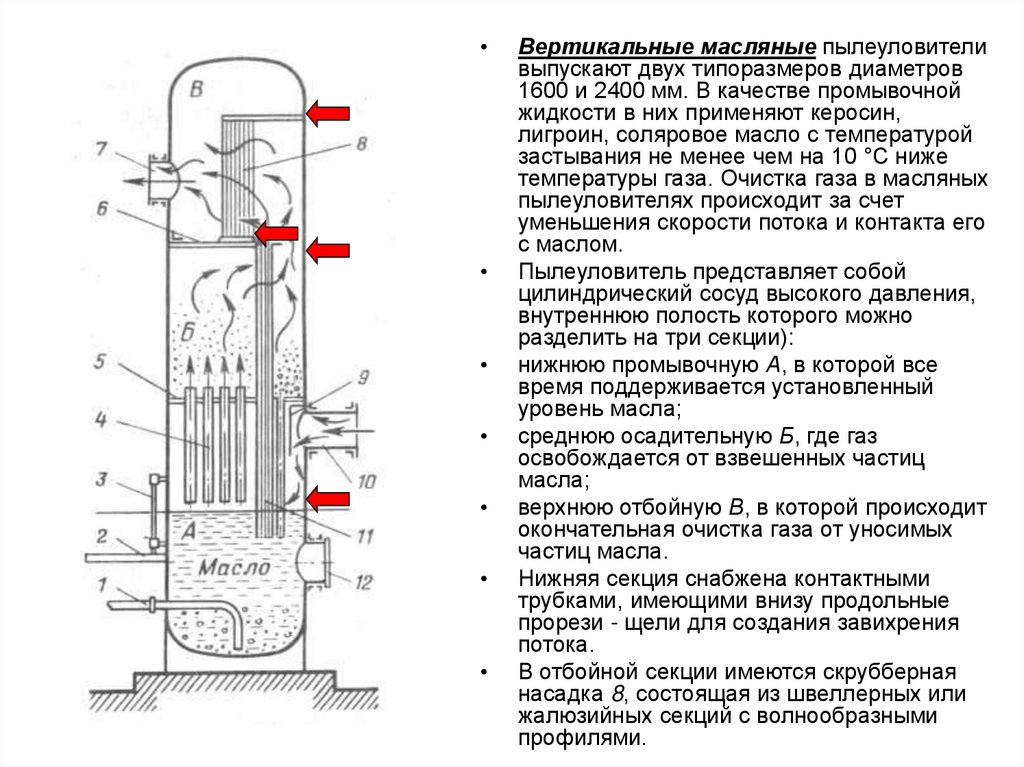 В
7
8
6
Б
5
9
4
10
3
А
2
11
Масло
1
12
• Вертикальные масляные пылеуловители
выпускают двух типоразмеров диаметров
1600 и 2400 мм. В качестве промывочной
жидкости в них применяют керосин,
лигроин, соляровое масло с температурой
застывания не менее чем на 10 °С ниже
температуры газа. Очистка газа в масляных
пылеуловителях происходит за счет
уменьшения скорости потока и контакта его
с маслом.
• Пылеуловитель представляет собой
цилиндрический сосуд высокого давления,
внутреннюю полость которого можно
разделить на три секции):
• нижнюю промывочную А, в которой все
время поддерживается установленный
уровень масла;
• среднюю осадительную Б, где газ
освобождается от взвешенных частиц
масла;
• верхнюю отбойную В, в которой происходит
окончательная очистка газа от уносимых
частиц масла.
• Нижняя секция снабжена контактными
трубками, имеющими внизу продольные
прорези - щели для создания завихрения
потока.
• В отбойной секции имеются скрубберная
насадка 8, состоящая из швеллерных или
жалюзийных секций с волнообразными
профилями.